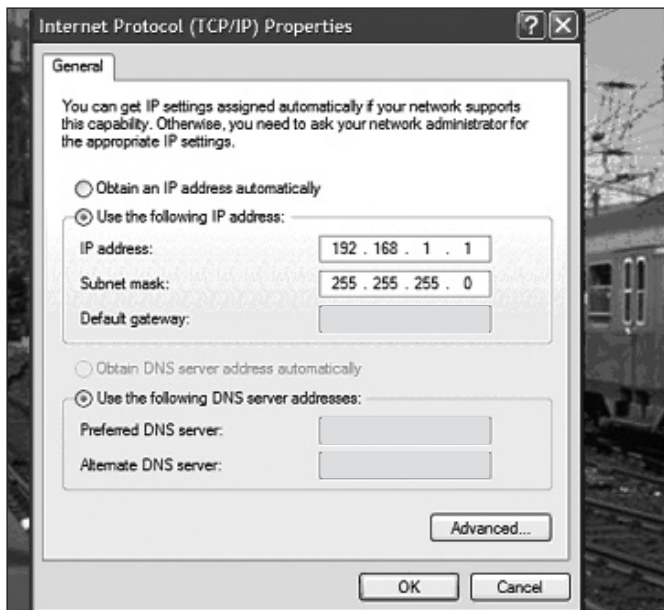 Internet Protocol (TCP/IP) Properties
General
You can get IP settings assigned automatically if your network supports
this capability. Otherwise, you need to ask your network administrator for
the appropriate IP settings.
Obtain an IP address automatically
Use the following IP address:
IP address: 192 . 168 . 1 . 1
Subnet mask: 255 . 255 . 255 . 0
Default gateway:
Obtain DNS server address automatically
Use the following DNS server addresses:
Preferred DNS server:
Alternate DNS server:
Advanced...
OK Cancel